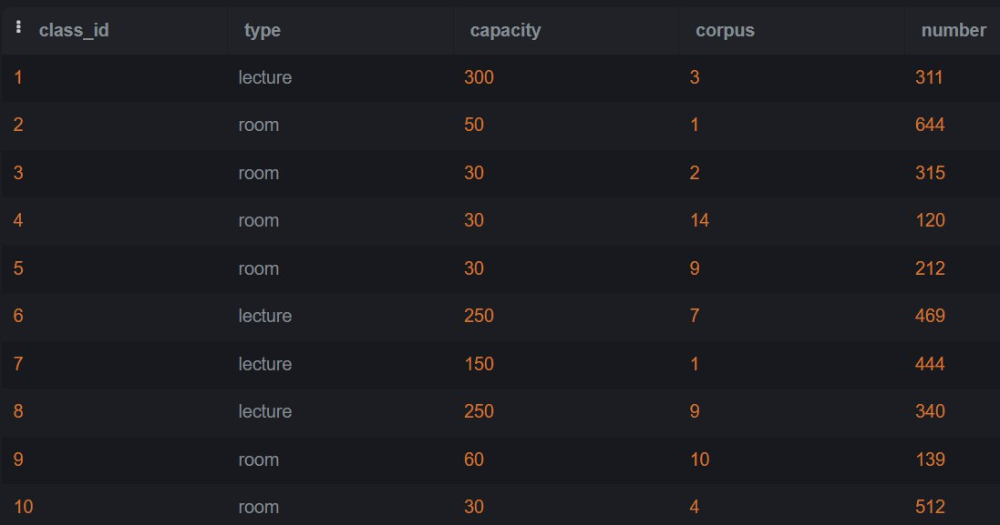 class_id type capacity corpus number
1 lecture 300 3 311
2 room 50 1 644
3 room 30 2 315
4 room 30 14 120
5 room 30 9 212
6 lecture 250 7 469
7 lecture 150 1 444
8 lecture 250 9 340
9 room 60 10 139
10 room 30 4 512